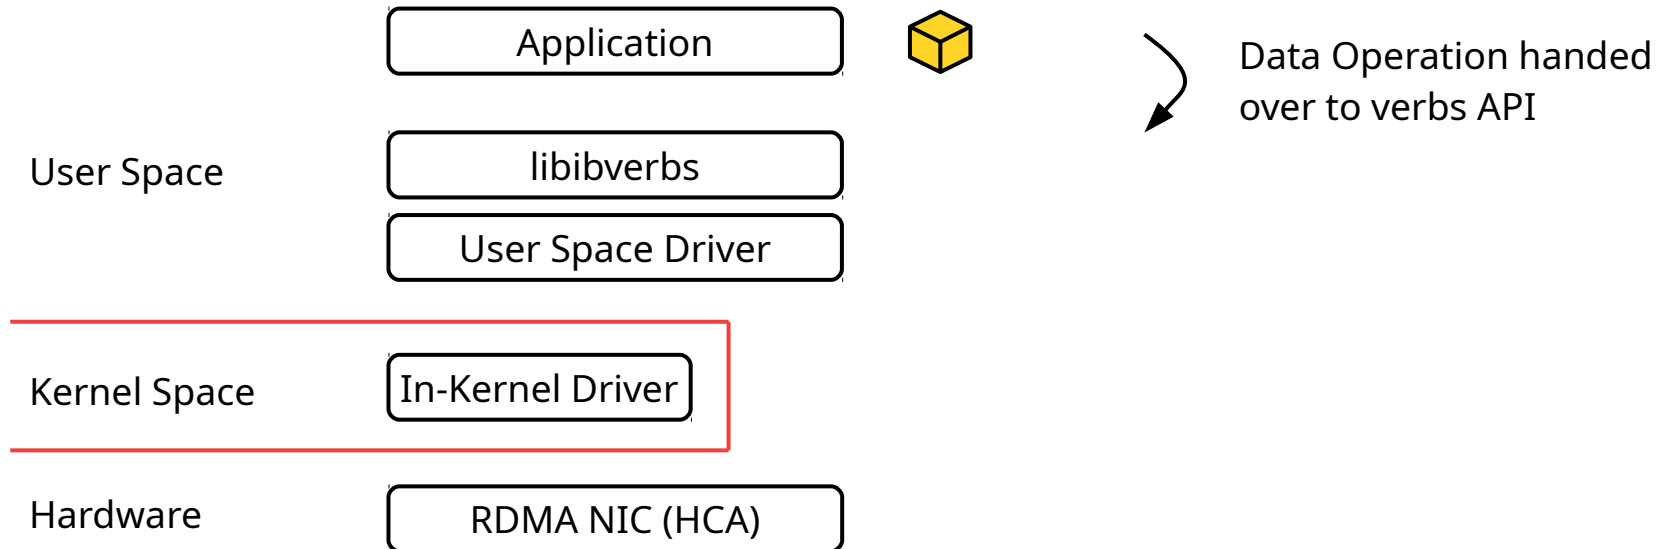 Application
Data Operation handed
over to verbs API
User Space
libibverbs
User Space Driver
Kernel Space
In-Kernel Driver
Hardware
RDMA NIC (HCA)